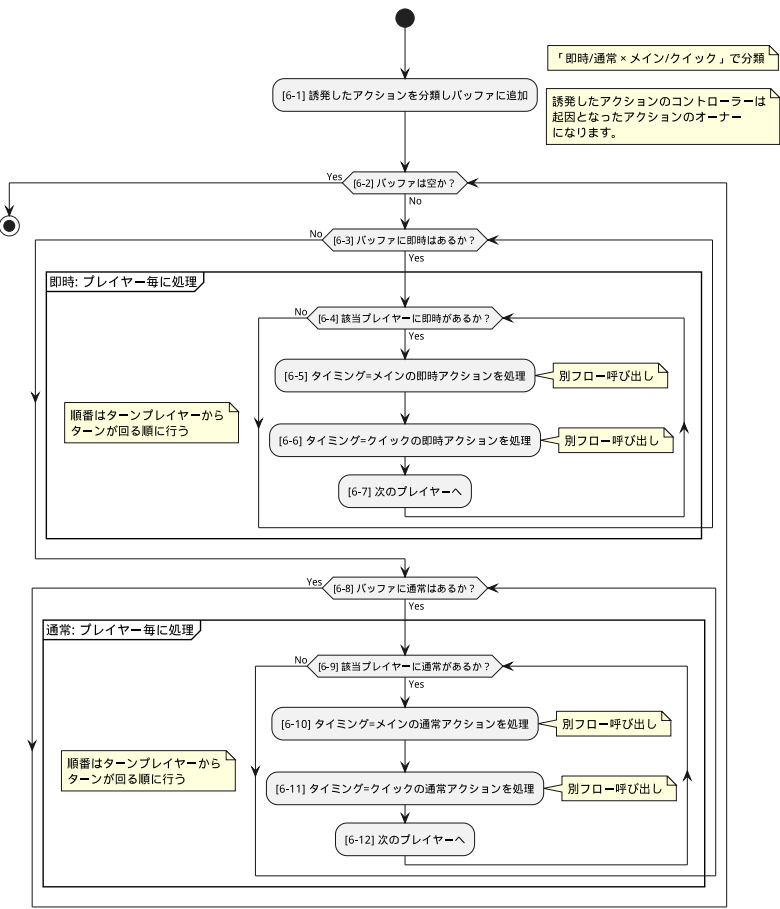 「即時/通常 × メイン/クイック」で分類
[6-1] 誘発したアクションを分類しバッファに追加
誘発したアクションのコントローラーは
起因となったアクションのオーナー
になります。
Yes
[6-2] バッファは空か？
No
No
[6-3] バッファに即時はあるか？
Yes
即時: プレイヤー毎に処理
No
[6-4] 該当プレイヤーに即時があるか？
Yes
[6-5] タイミング=メインの即時アクションを処理
別フロー呼び出し
順番はターンプレイヤーから
ターンが回る順に行う
[6-6] タイミング=クイックの即時アクションを処理
別フロー呼び出し
[6-7] 次のプレイヤーへ
Yes
[6-8] バッファに通常はあるか？
Yes
通常: プレイヤー毎に処理
No
[6-9] 該当プレイヤーに通常があるか？
Yes
[6-10] タイミング=メインの通常アクションを処理
別フロー呼び出し
順番はターンプレイヤーから
ターンが回る順に行う
[6-11] タイミング=クイックの通常アクションを処理
別フロー呼び出し
[6-12] 次のプレイヤーへ